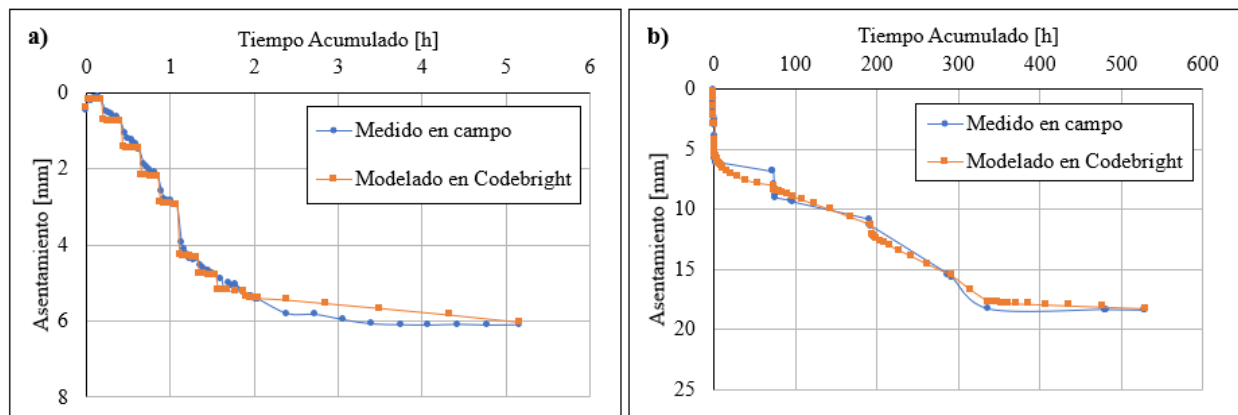 a)
Tiempo Acumulado [h]
0 1 2 3 4 5 6
0
2
4
6
8
Asentamiento [mm]
Medido en campo
Modelado en Codebright
b)
Tiempo Acumulado [h]
0 100 200 300 400 500 600
0
5
10
15
20
25
Asentamiento [mm]
Medido en campo
Modelado en Codebright